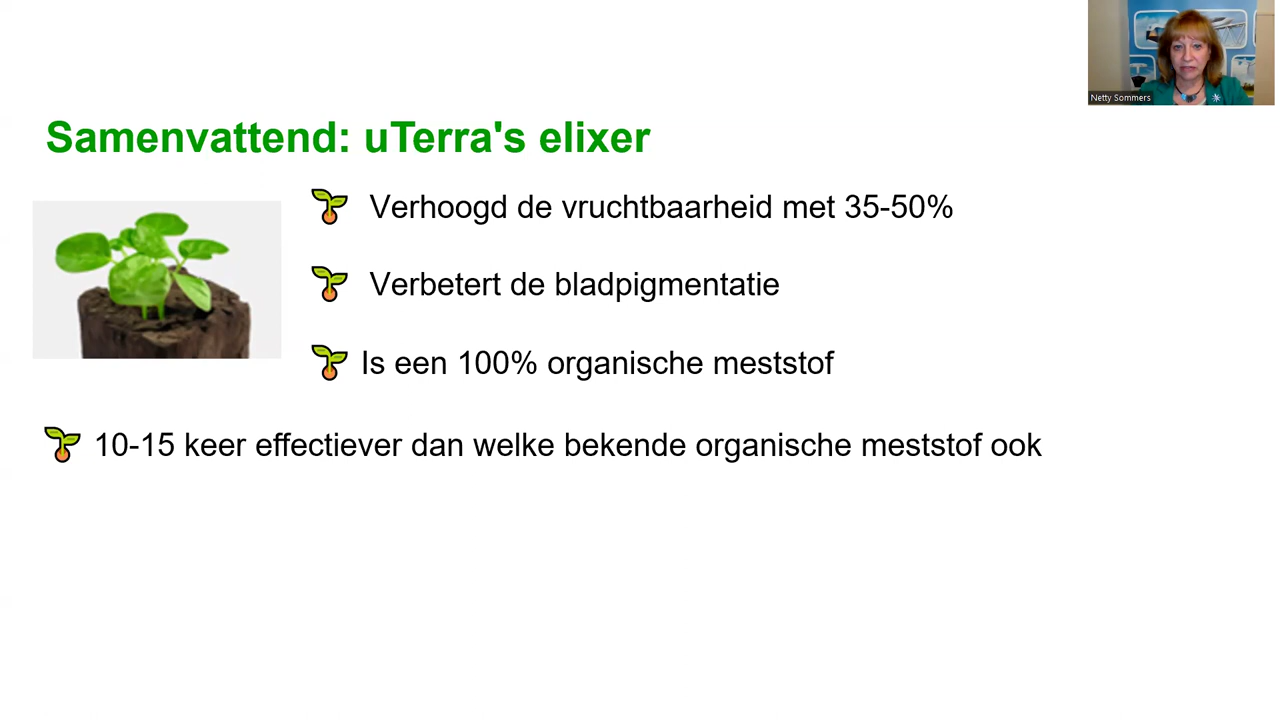 Netty Sommers
Samenvattend: uTerra's elixer
Verhoogd de vruchtbaarheid met 35-50%
Verbetert de bladpigmentatie
Is een 100% organische meststof
10-15 keer effectiever dan welke bekende organische meststof ook